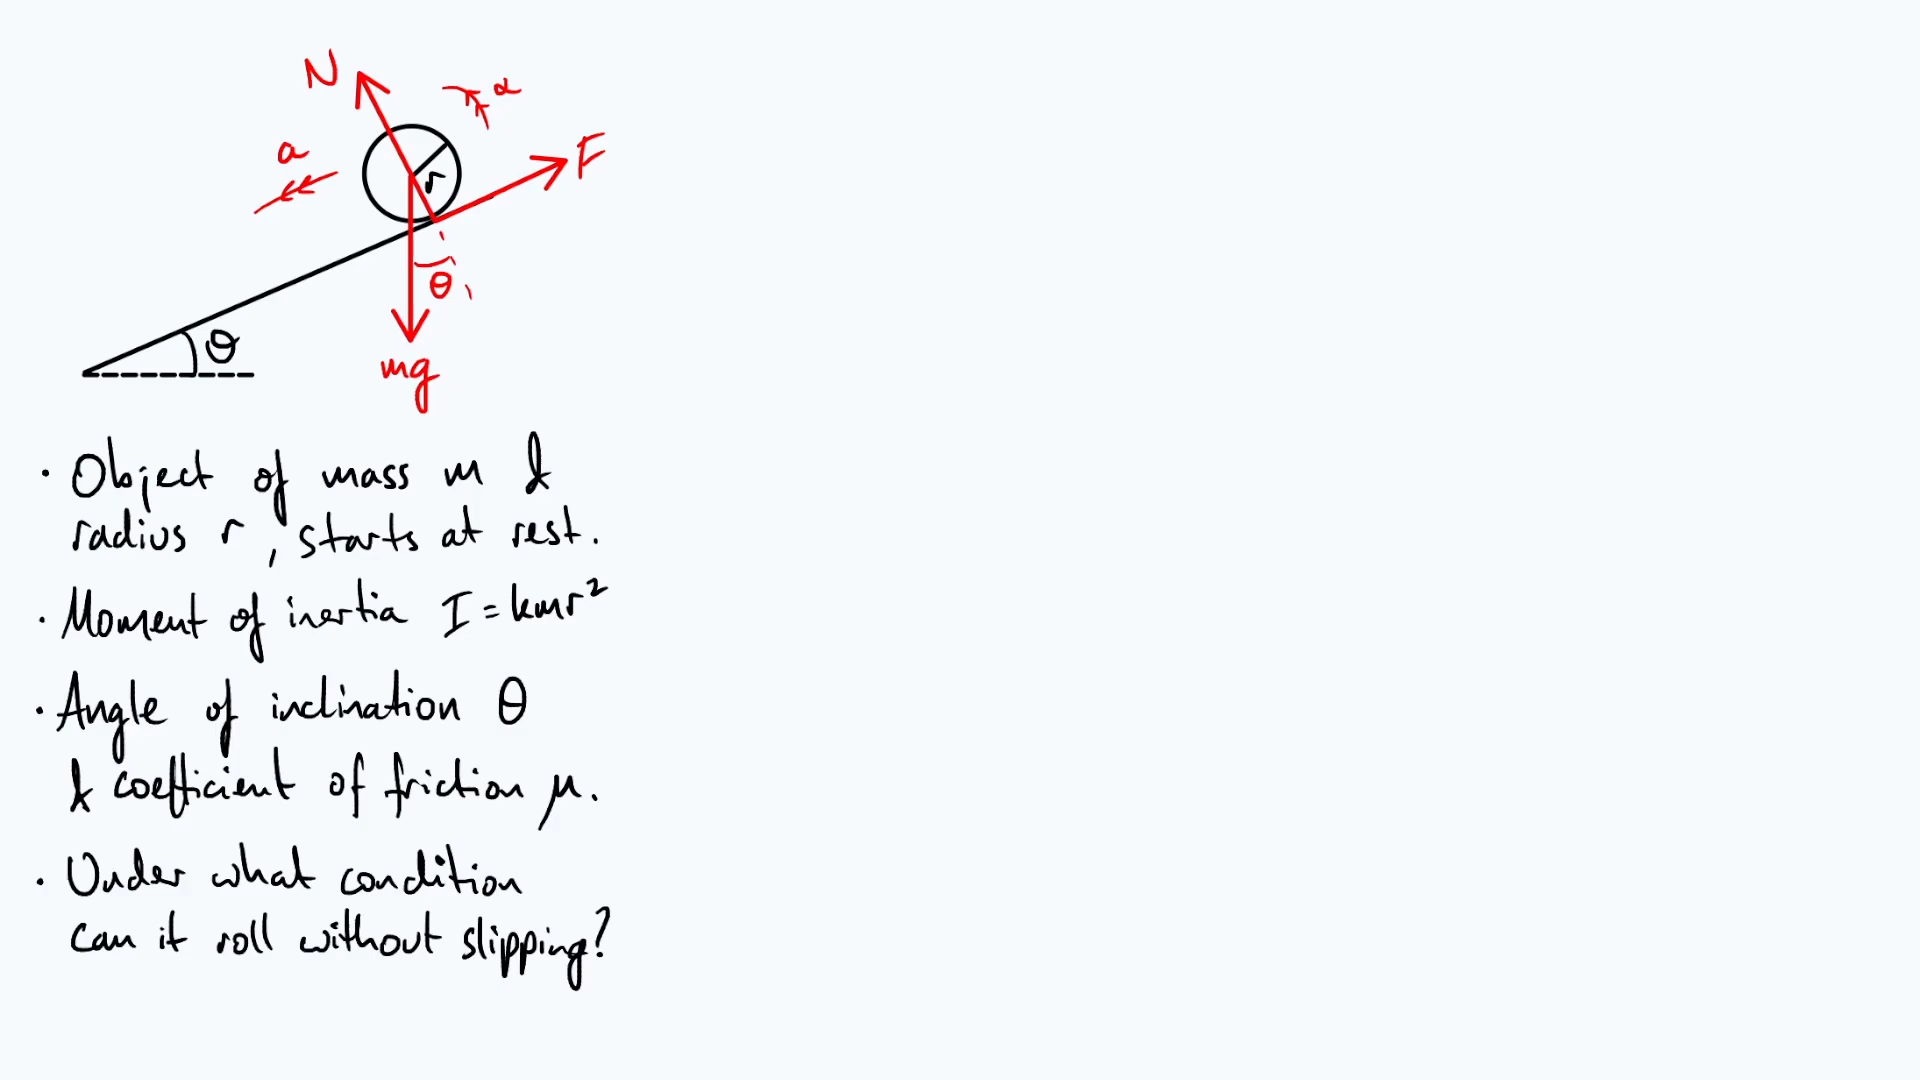 N
α
a
F
r
θ
θ
mg
· Object of mass m &
radius r, starts at rest.
· Moment of inertia I = kmr²
· Angle of inclination θ
& coefficient of friction μ.
· Under what condition
can it roll without slipping?